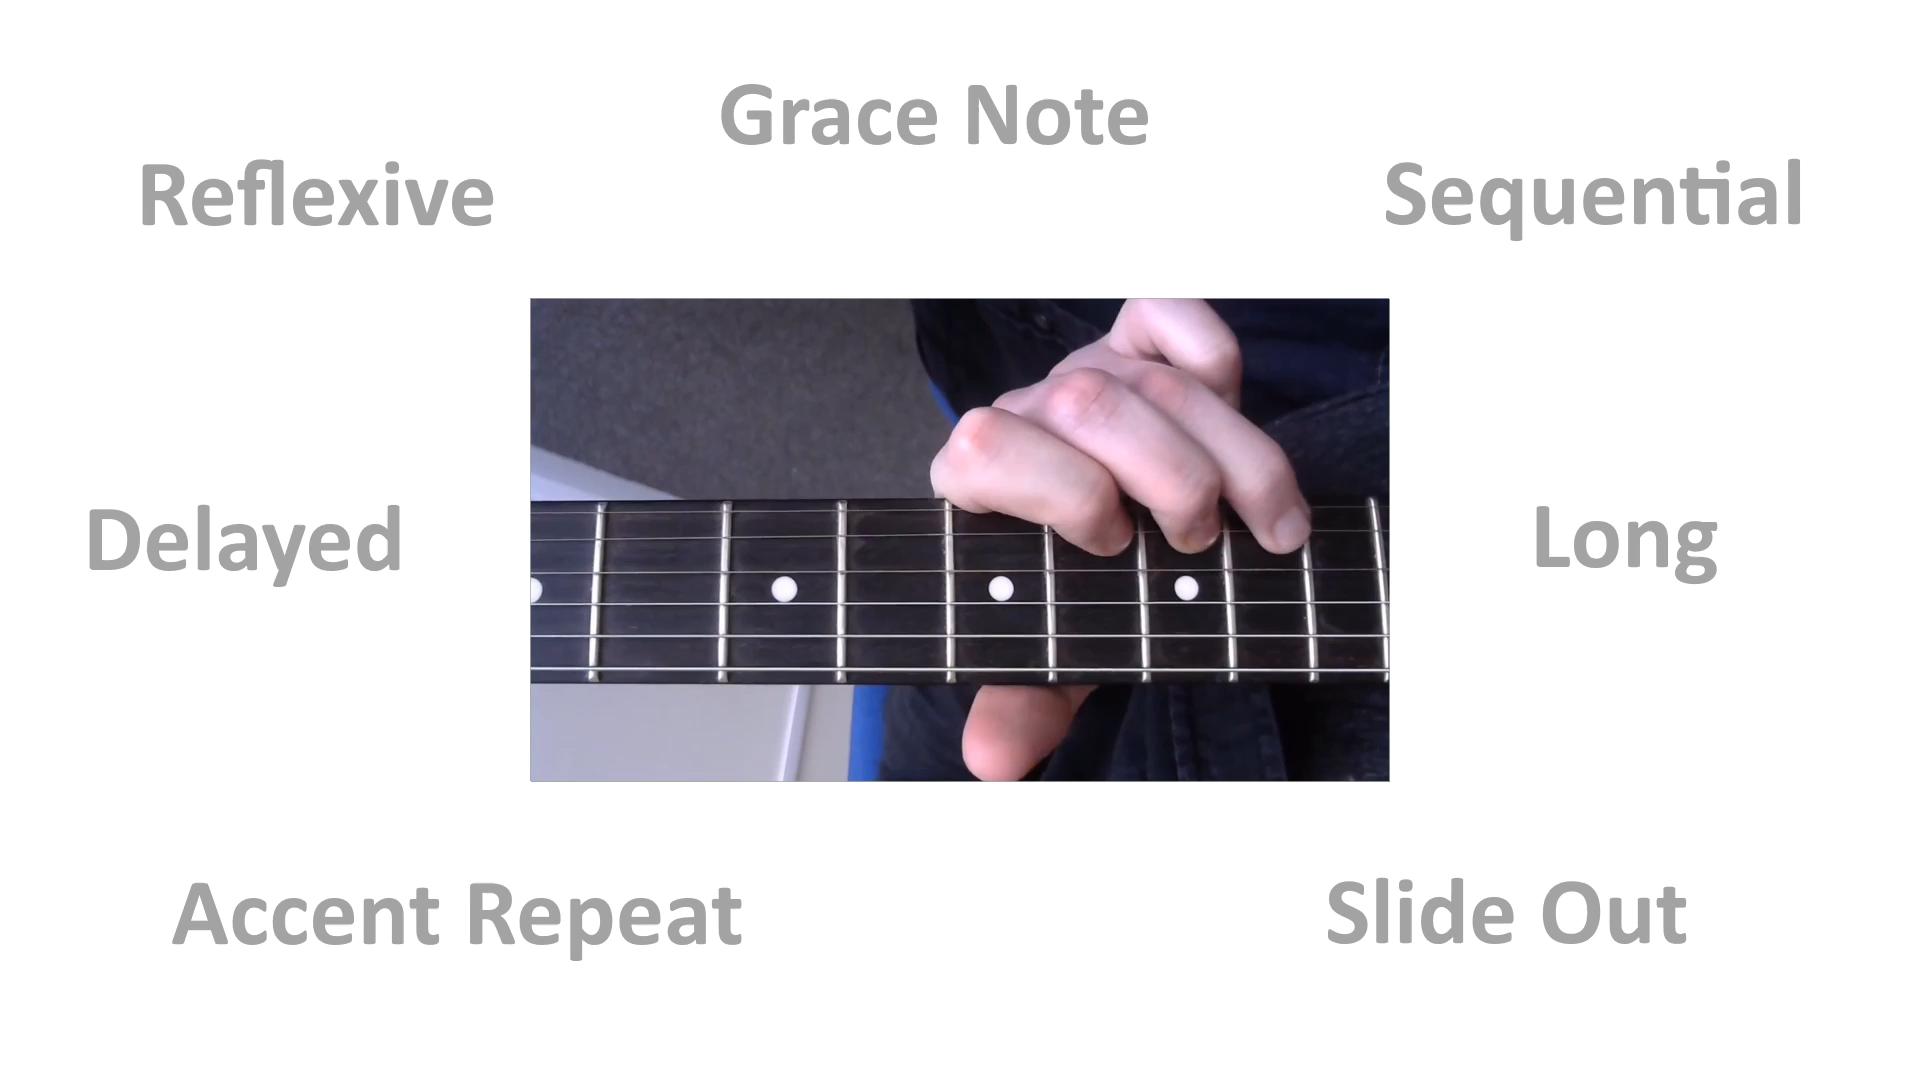 Grace Note
Reflexive
Sequential
Delayed
Long
Accent Repeat
Slide Out